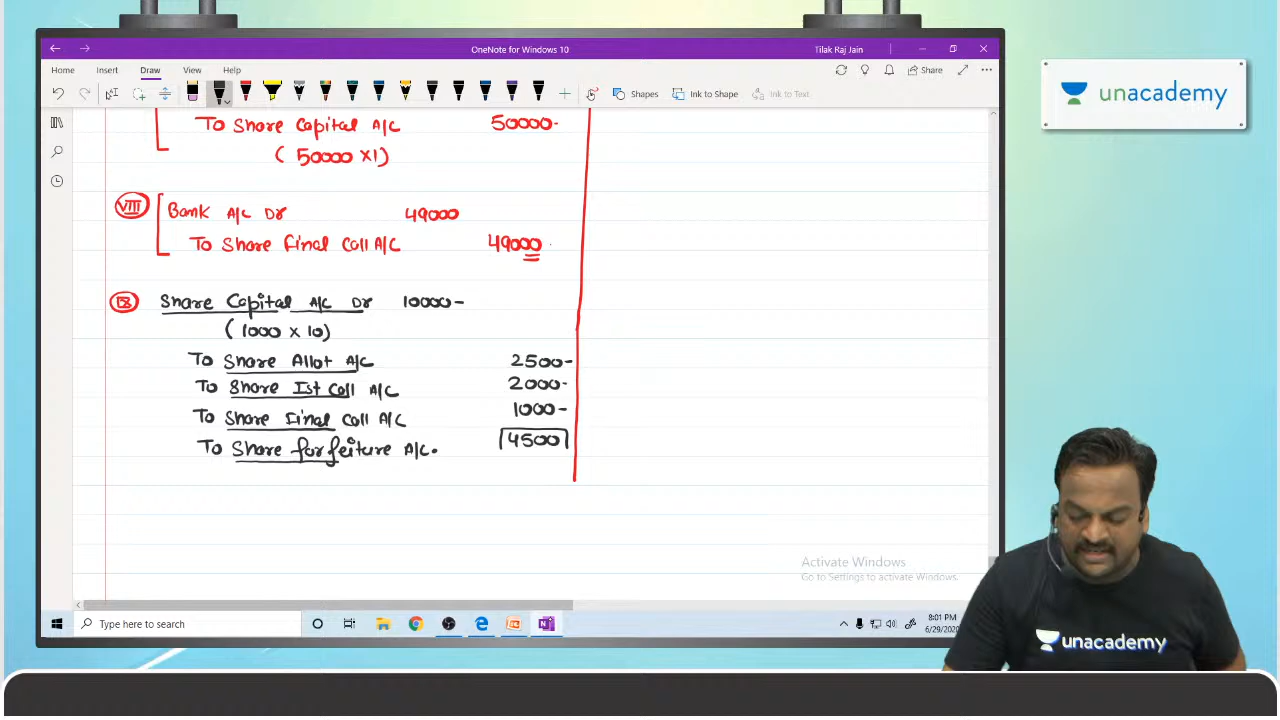 OneNote for Windows 10
Tilak Raj Jain
Home Insert Draw View Help
Share
Shapes
Ink to Shape
Ink to Text
unacademy
To Share Capital A/C 50000-
( 50000 x1)
VIII Bank A/C Dr 49000
To Share Final Call A/C 49000
IX Share Capital A/C Dr 10000-
(1000 x 10)
To Share Allot A/C 2500-
To Share Ist Call A/C 2000-
To Share Final Call A/C 1000-
To Share forfeiture A/C. 4500
Activate Windows
Go to Settings to activate Windows.
Type here to search
8:01 PM
6/29/2020
unacademy